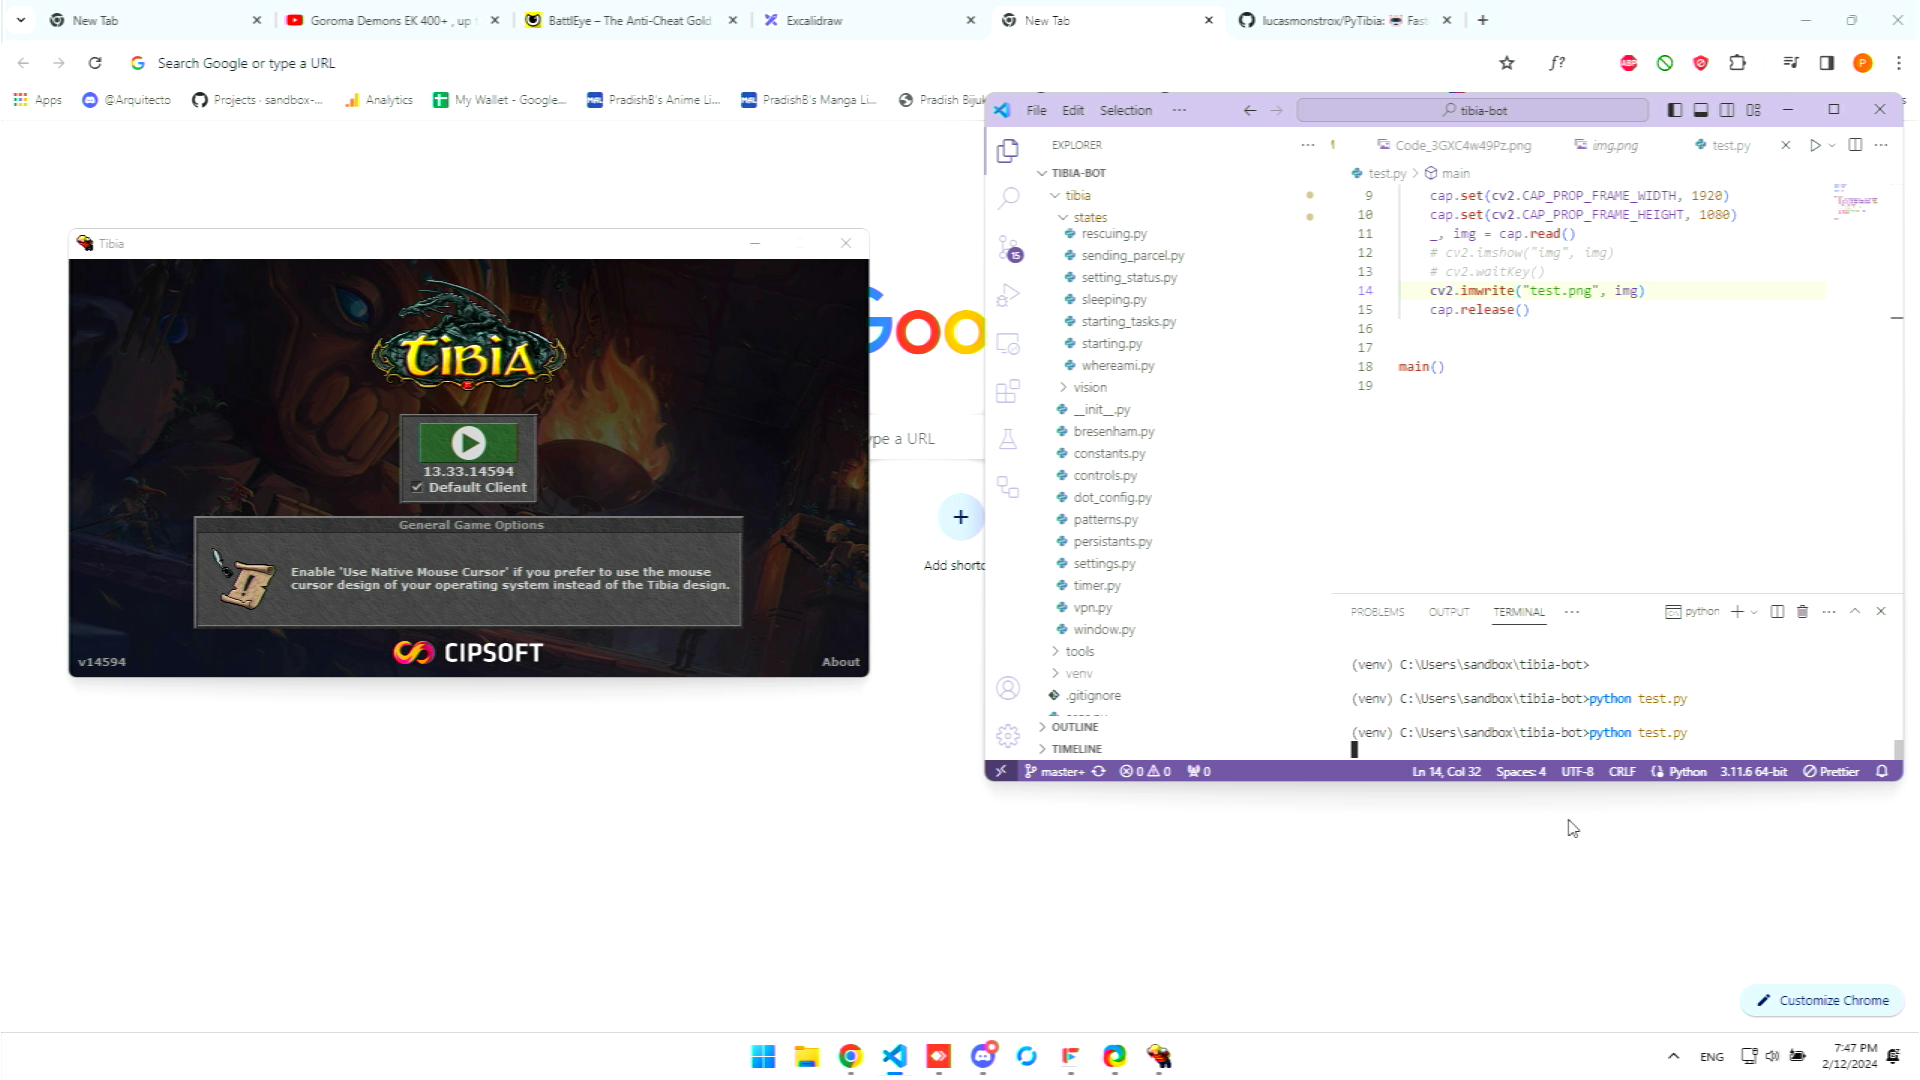 New Tab
Goroma Demons EK 400+ , up
BattlEye – The Anti-Cheat Gold
Excalidraw
New Tab
lucasmonstrox/PyTibia: Fas
Search Google or type a URL
f?
ABP
P
Apps
@Arquitecto
Projects · sandbox-...
Analytics
My Wallet - Google...
PradishB's Anime Li...
PradishB's Manga Li...
Pradish Bijuk
File Edit Selection ···
tibia-bot
EXPLORER
Code_3GXC4w49Pz.png
img.png
test.py
TIBIA-BOT
test.py > main
tibia
states
rescuing.py
sending_parcel.py
setting_status.py
sleeping.py
starting_tasks.py
starting.py
whereami.py
vision
__init__.py
bresenham.py
constants.py
controls.py
dot_config.py
patterns.py
persistants.py
settings.py
timer.py
vpn.py
window.py
tools
venv
.gitignore
OUTLINE
TIMELINE
15
9 cap.set(cv2.CAP_PROP_FRAME_WIDTH, 1920)
10 cap.set(cv2.CAP_PROP_FRAME_HEIGHT, 1080)
11 _, img = cap.read()
12 # cv2.imshow("img", img)
13 # cv2.waitKey()
14 cv2.imwrite("test.png", img)
15 cap.release()
16
17
18 main()
19
PROBLEMS OUTPUT TERMINAL ···
python
(venv) C:\Users\sandbox\tibia-bot>
(venv) C:\Users\sandbox\tibia-bot>python test.py
(venv) C:\Users\sandbox\tibia-bot>python test.py
master+ 0 0 0
Ln 14, Col 32 Spaces: 4 UTF-8 CRLF Python 3.11.6 64-bit Prettier
Tibia
TIBIA
13.33.14594
Default Client
General Game Options
Enable 'Use Native Mouse Cursor' if you prefer to use the mouse
cursor design of your operating system instead of the Tibia design.
CIPSOFT
v14594
About
Goo
ype a URL
Add shortc
Customize Chrome
ENG
7:47 PM
2/12/2024